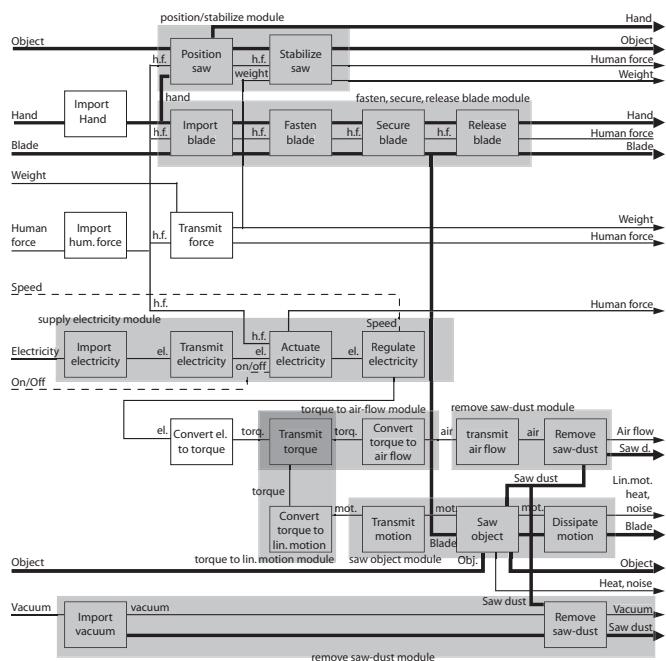 position/stabilize module
Hand
Object
Object
h.f.
Position
saw
h.f.
Stabilize
saw
Human force
weight
Weight
Import
Hand
hand
fasten, secure, release blade module
Hand
Hand
h.f.
Import
blade
h.f.
Fasten
blade
h.f.
Secure
blade
h.f.
Release
blade
Human force
Blade
Blade
Weight
Weight
Human
force
Import
hum. force
h.f.
Transmit
force
Human force
Speed
h.f.
Human force
supply electricity module
Speed
h.f.
Electricity
Import
electricity
el.
Transmit
electricity
el.
on/off
Actuate
electricity
el.
Regulate
electricity
On/Off
torque to air-flow module
remove saw-dust module
el.
Convert el.
to torque
torq.
Transmit
torque
torq.
Convert
torque to
air flow
air
transmit
air flow
air
Remove
saw-dust
Air flow
Saw d.
Saw dust
torque
Convert
torque to
lin. motion
mot.
Transmit
motion
mot.
Saw
object
mot.
Dissipate
motion
Lin.mot.
heat,
noise
Blade
Blade
torque to lin. motion module
saw object module
Obj.
Object
Object
Heat, noise
Saw dust
Vacuum
Import
vacuum
vacuum
Remove
saw-dust
Vacuum
Saw dust
remove saw-dust module